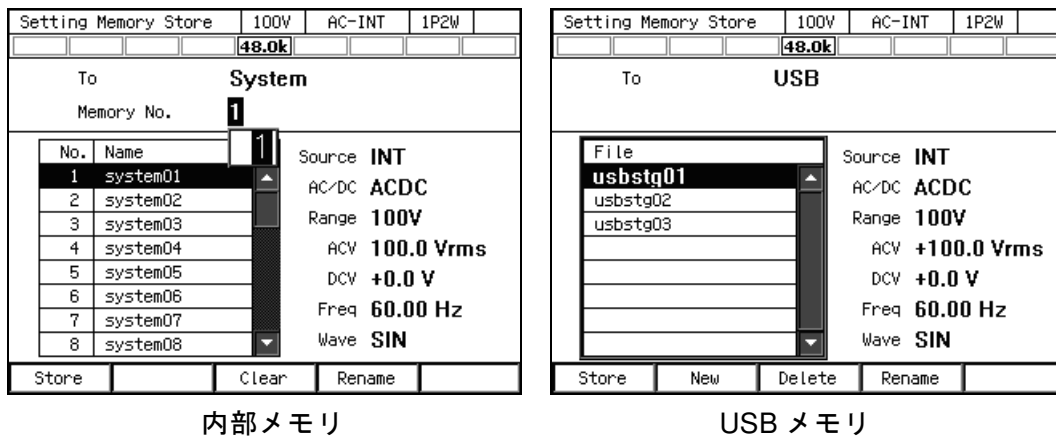 Setting Memory Store 100V AC-INT 1P2W
48.0k
To System
Memory No. 1
1
No. Name
1 system01
2 system02
3 system03
4 system04
5 system05
6 system06
7 system07
8 system08
Source INT
AC/DC ACDC
Range 100V
ACV 100.0 Vrms
DCV +0.0 V
Freq 60.00 Hz
Wave SIN
Store Clear Rename
内部メモリ
Setting Memory Store 100V AC-INT 1P2W
48.0k
To USB
File
usbstg01
usbstg02
usbstg03
Source INT
AC/DC ACDC
Range 100V
ACV +100.0 Vrms
DCV +0.0 V
Freq 60.00 Hz
Wave SIN
Store New Delete Rename
USB メモリ